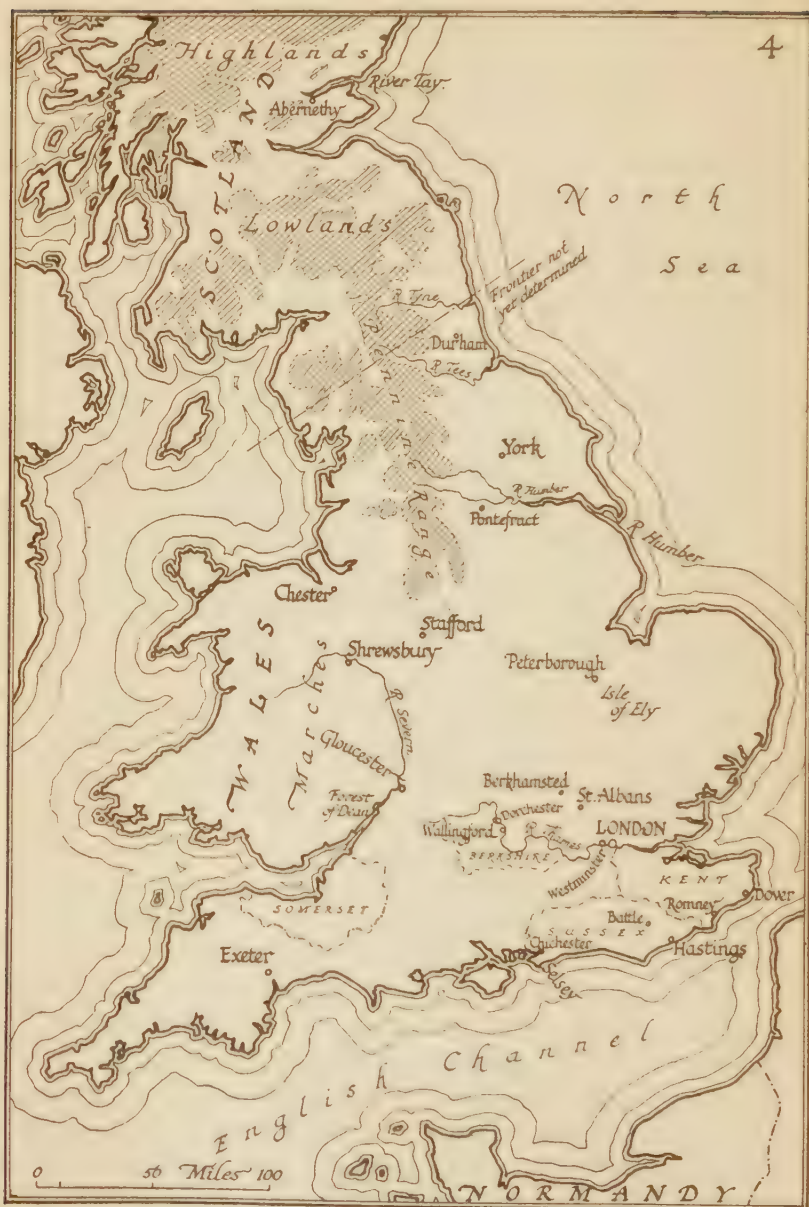 4
Highlands
River Tay
Abernethy
SCOTLAND
North
Sea
Lowlands
Frontier not
yet determined
R Tyne
Durham
R Tees
Pennine Range
York
R Humber
Pontefract
R Humber
Chester
Stafford
Shrewsbury
WALES
Marches
Peterborough
Isle
of Ely
R Severn
Gloucester
Forest
of Dean
Berkhamsted
St. Albans
Dorchester
Wallingford
R Thames
LONDON
BERKSHIRE
Westminster
KENT
Dover
Romney
Battle
SUSSEX
Chichester
Hastings
Selsey
SOMERSET
Exeter
English Channel
0 50 Miles 100
NORMANDY